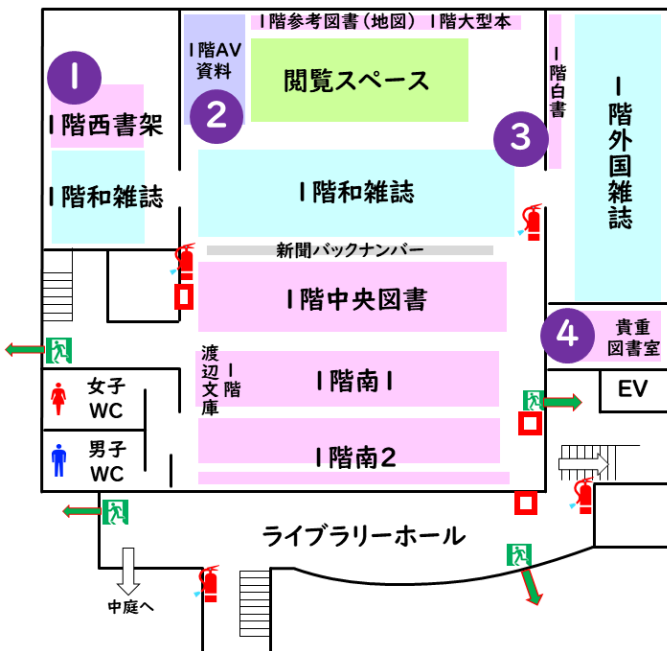 1階参考図書(地図) 1階大型本
1階AV
資料
閲覧スペース
1階白書
1階外国雑誌
1
2
3
1階西書架
1階和雑誌
1階和雑誌
新聞バックナンバー
1階中央図書
4
貴重
図書室
渡辺文庫
1階
1階南1
EV
女子
WC
男子
WC
1階南2
ライブラリーホール
中庭へ